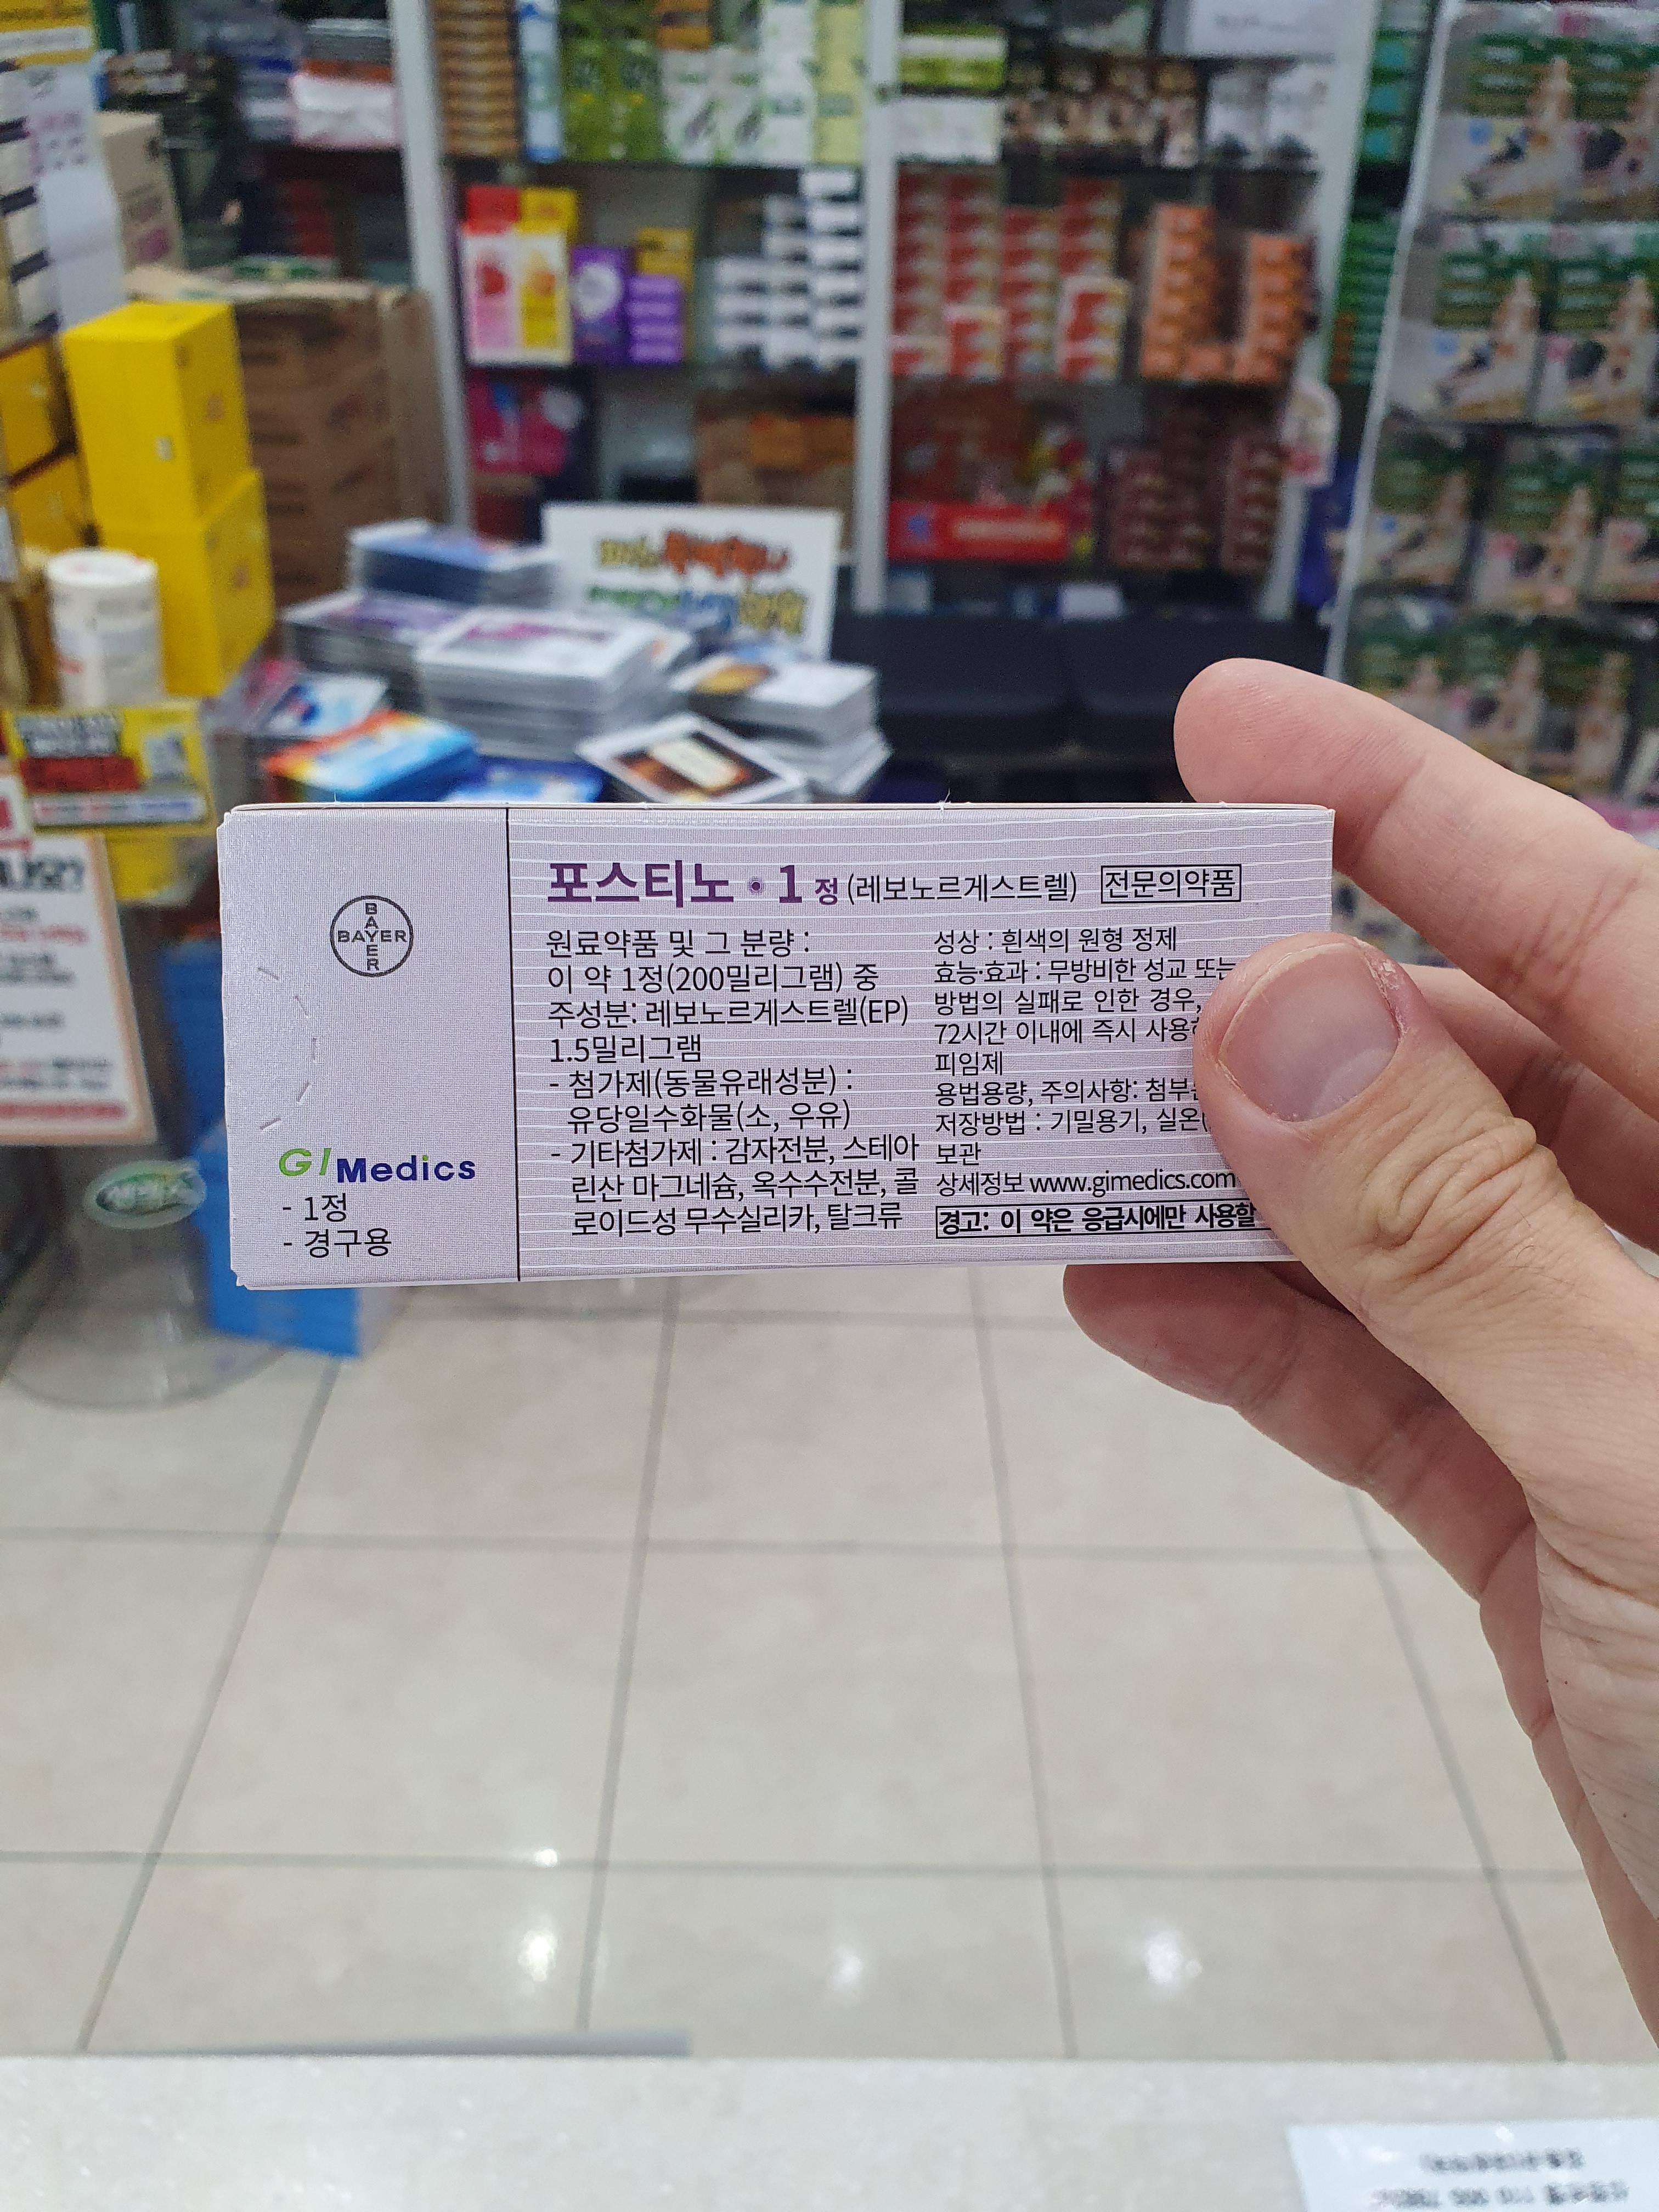 BAYER
BAYER
GI Medics
- 1정
- 경구용
포스티노 • 1 정 (레보노르게스트렐) 전문의약품
원료약품 및 그 분량 :
이 약 1정(200밀리그램) 중
주성분: 레보노르게스트렐(EP)
1.5밀리그램
- 첨가제(동물유래성분) :
유당일수화물(소, 우유)
- 기타첨가제 : 감자전분, 스테아
린산 마그네슘, 옥수수전분, 콜
로이드성 무수실리카, 탈크류
성상 : 흰색의 원형 정제
효능·효과 : 무방비한 성교 또는
방법의 실패로 인한 경우,
72시간 이내에 즉시
피임제
용법용량, 주의사항:
저장방법 : 기밀용기, 실온(
보관
상세정보 www.gimedics.com
경고: 이 약은 응급시에만 사용할